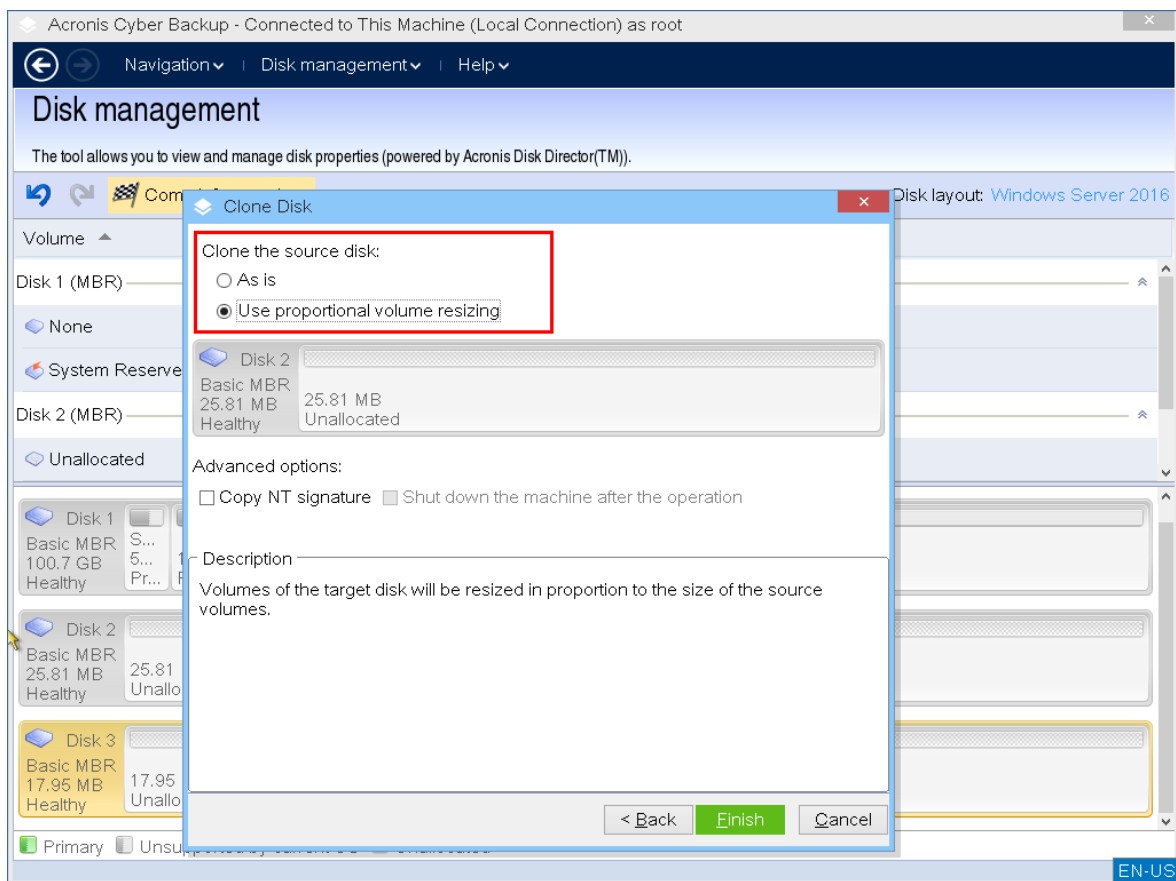 Acronis Cyber Backup - Connected to This Machine (Local Connection) as root
Navigation | Disk management | Help
Disk management
The tool allows you to view and manage disk properties (powered by Acronis Disk Director(TM)).
Disk layout: Windows Server 2016
Clone Disk
Volume
Clone the source disk:
As is
Use proportional volume resizing
Disk 1 (MBR)
None
System Reserve
Disk 2 (MBR)
Unallocated
Disk 2
Basic MBR
25.81 MB
Healthy
25.81 MB
Unallocated
Advanced options:
Copy NT signature Shut down the machine after the operation
Description
Volumes of the target disk will be resized in proportion to the size of the source
volumes.
Disk 1
Basic MBR
100.7 GB
Healthy
S...
5...
Pr...
Disk 2
Basic MBR
25.81 MB
Healthy
25.81
Unallo
Disk 3
Basic MBR
17.95 MB
Healthy
17.95
Unallo
< Back Finish Cancel
Primary
EN-US